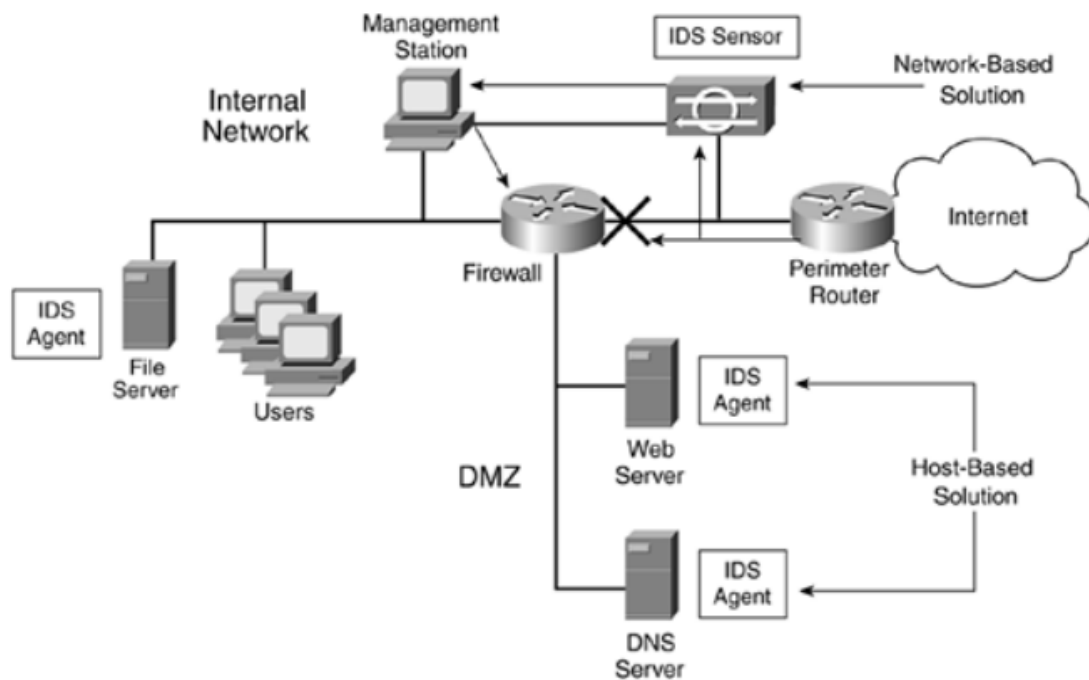 Management
Station
IDS Sensor
Network-Based
Solution
Internal
Network
Internet
Firewall
Perimeter
Router
IDS
Agent
File
Server
Users
IDS
Agent
Web
Server
DMZ
Host-Based
Solution
IDS
Agent
DNS
Server